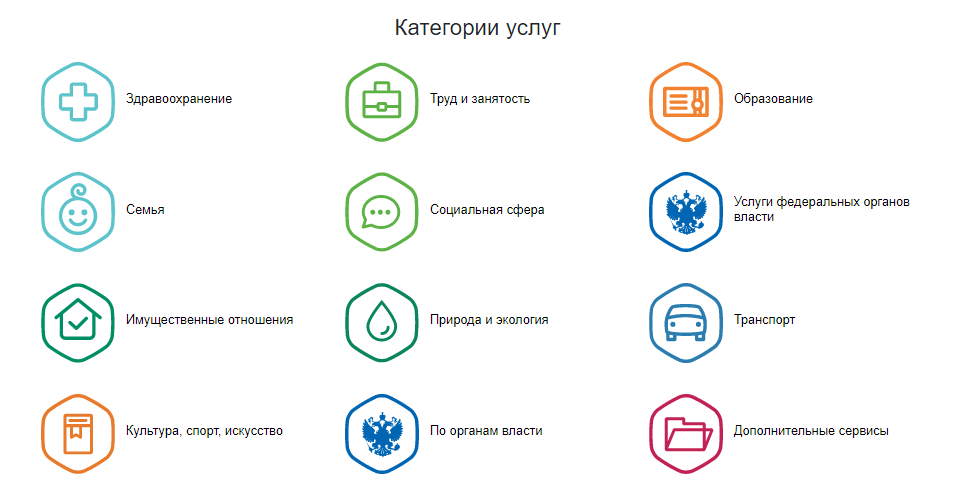 Категории услуг
Здравоохранение
Труд и занятость
Образование
Семья
Социальная сфера
Услуги федеральных органов
власти
Имущественные отношения
Природа и экология
Транспорт
Культура, спорт, искусство
По органам власти
Дополнительные сервисы